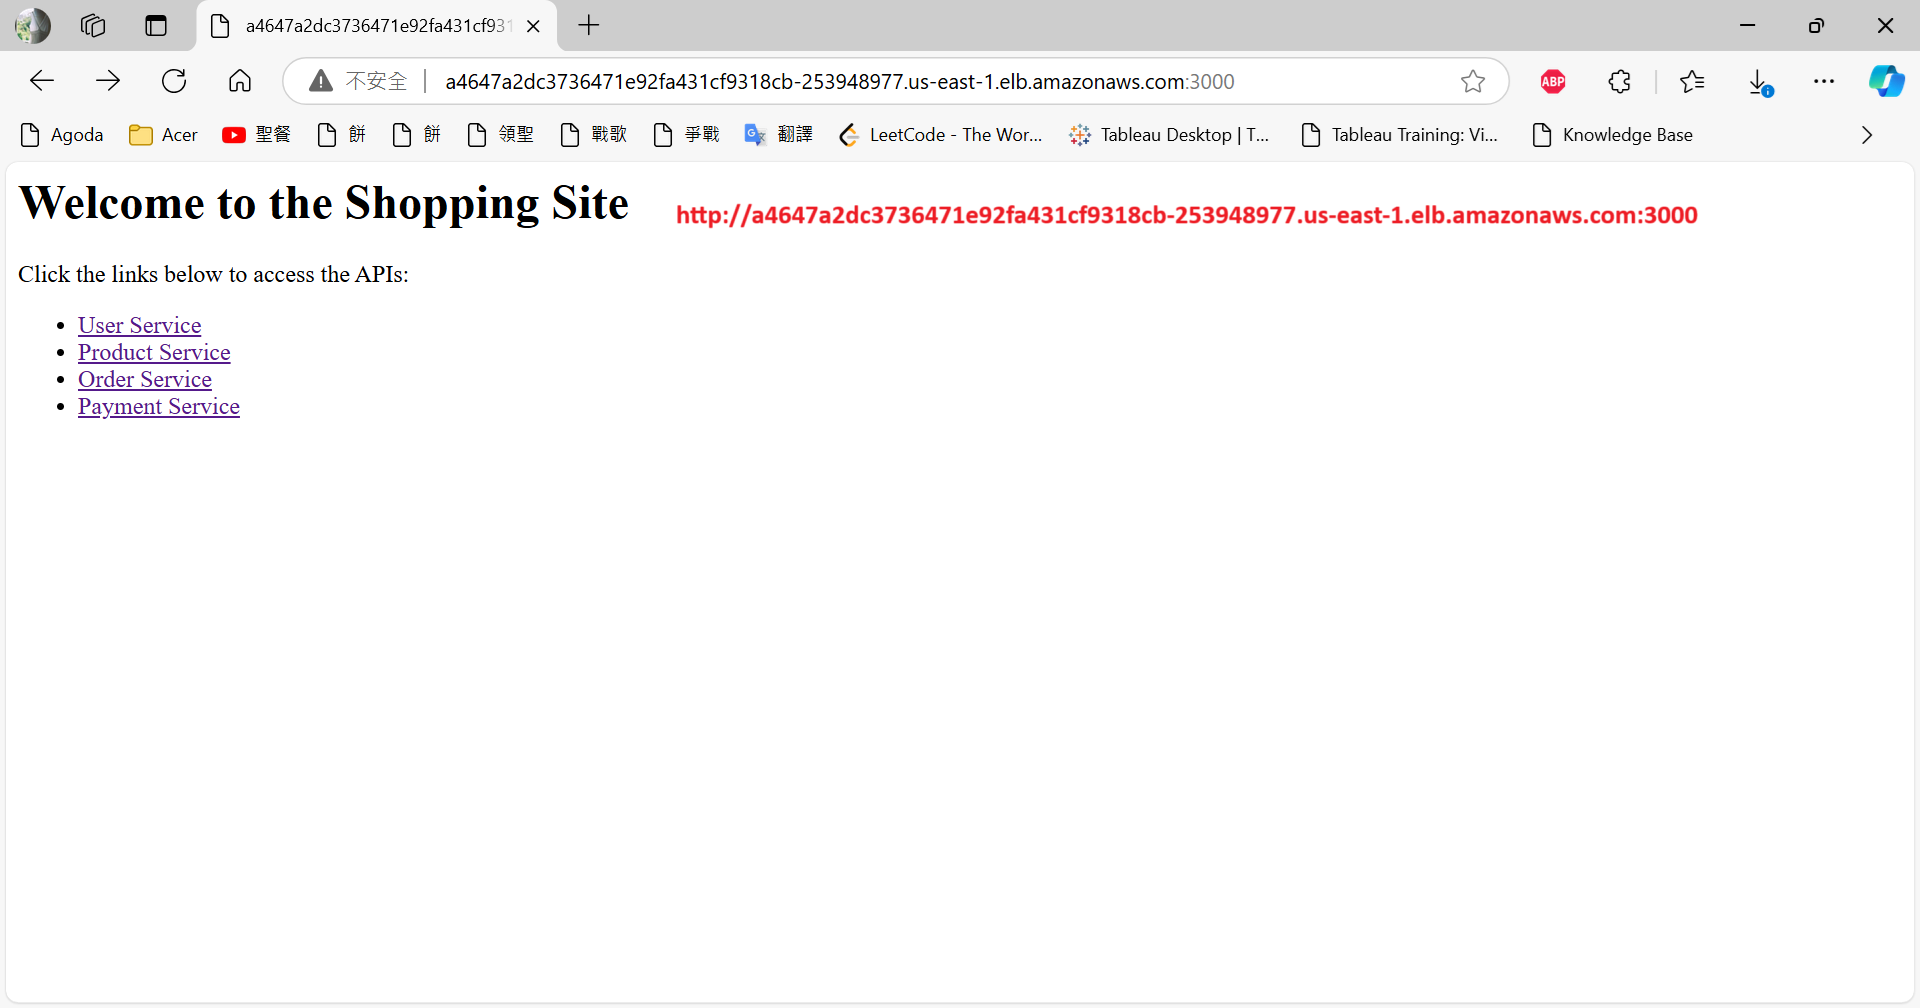 a4647a2dc3736471e92fa431cf931
不安全 a4647a2dc3736471e92fa431cf9318cb-253948977.us-east-1.elb.amazonaws.com:3000 ABP
Agoda Acer 聖餐 餅 餅 領聖 戰歌 爭戰 翻譯 LeetCode - The Wor... Tableau Desktop | T... Tableau Training: Vi... Knowledge Base
Welcome to the Shopping Site
http://a4647a2dc3736471e92fa431cf9318cb-253948977.us-east-1.elb.amazonaws.com:3000
Click the links below to access the APIs:
• User Service
• Product Service
• Order Service
• Payment Service